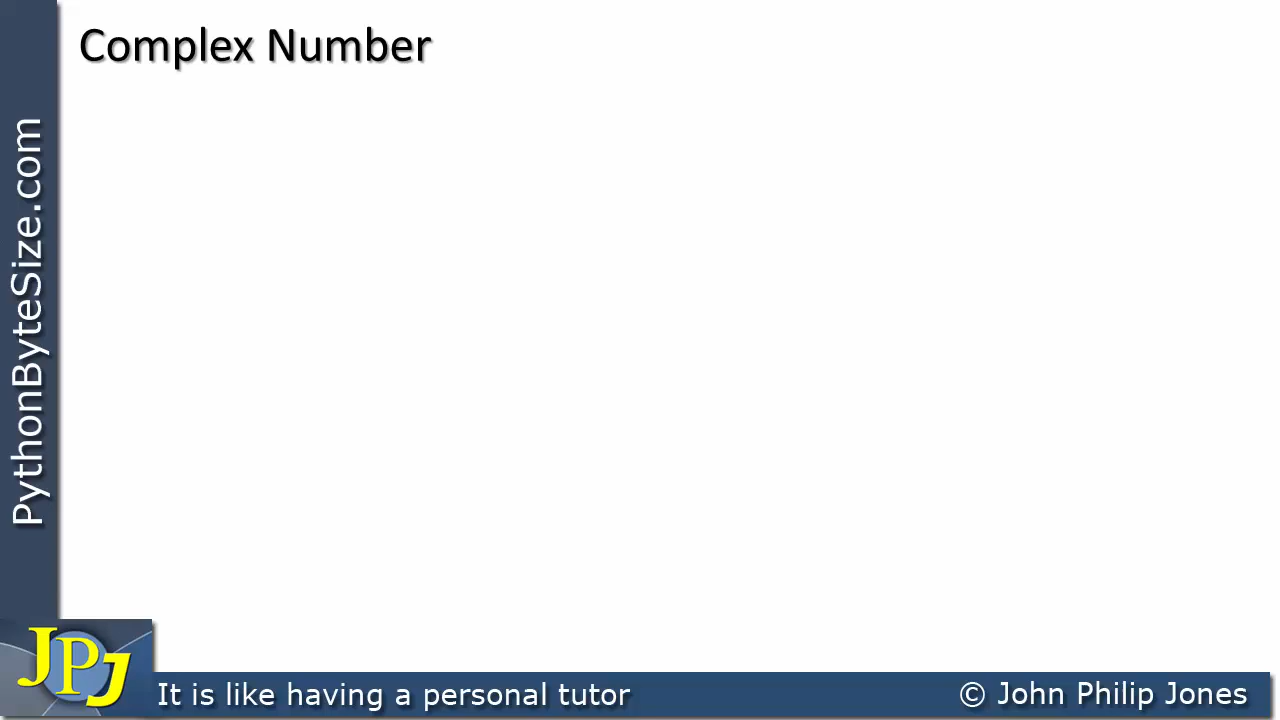 Complex Number
PythonByteSize.com
JPJ
It is like having a personal tutor
© John Philip Jones